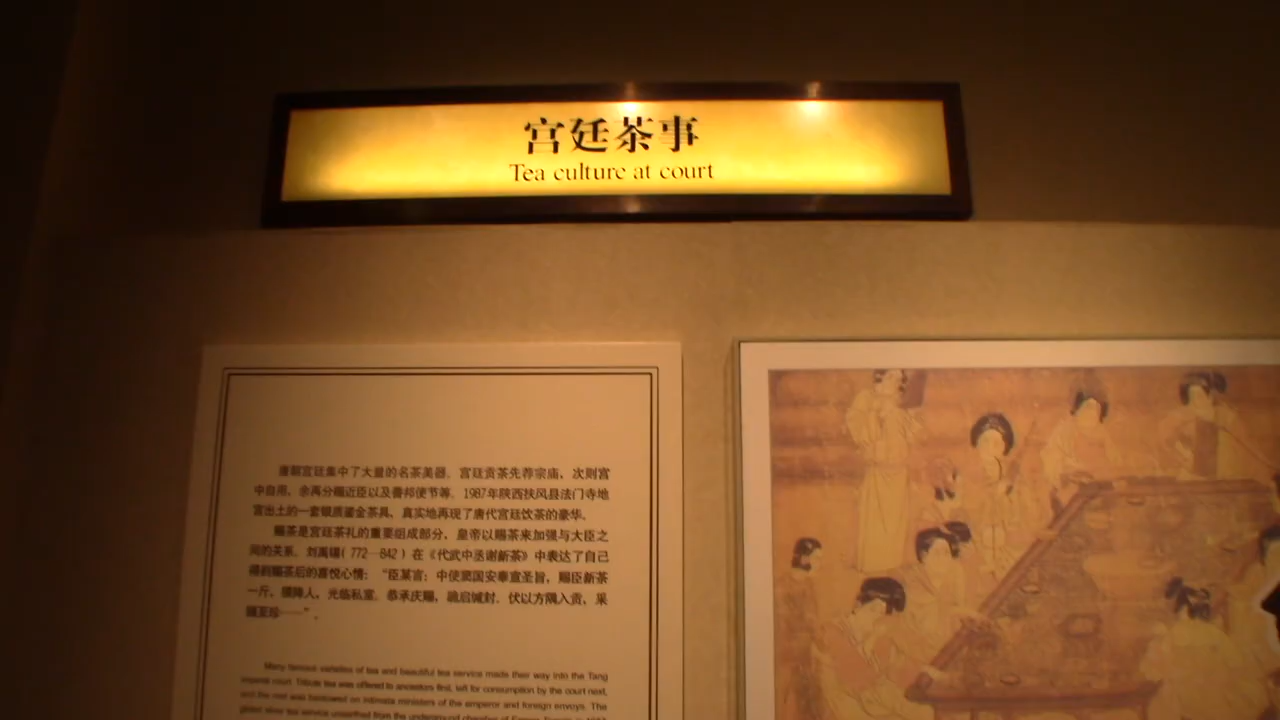 宫廷茶事
Tea culture at court
唐朝宫廷集中了大量的名茶美器。宫廷贡茶先荐宗庙，次则宫
中自用，余再分赐近臣以及番邦使节等。1987年陕西扶风县法门寺地
宫出土的一套银质鎏金茶具，真实地再现了唐代宫廷饮茶的豪华。
赐茶是宫廷茶礼的重要组成部分，皇帝以赐茶来加强与大臣之
间的关系。刘禹锡（772—842）在《代武中丞谢新茶》中表达了自己
得到赐茶后的喜悦心情：“臣某言：中使窦国安奉宣圣旨，赐臣新茶
一斤，猥降人，光临私室。恭承庆赐，跪启缄封。伏以方隅入贡，采
撷至珍——”。
Many famous varieties of tea and beautiful tea service made their way into the Tang
imperial court. Tribute tea was offered to ancestors first, left for consumption by the court next,
and the rest was bestowed on intimate ministers of the emperor and foreign envoys. The
silver tea service unearthed from the underground chamber of Famen